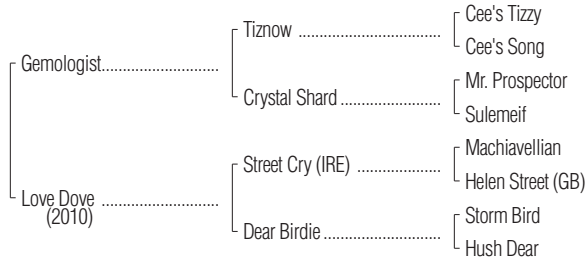 Cee's Tizzy
Tiznow
Cee's Song
Gemologist
Mr. Prospector
Crystal Shard
Sulemeif
Machiavellian
Street Cry (IRE)
Helen Street (GB)
Love Dove
(2010)
Storm Bird
Dear Birdie
Hush Dear